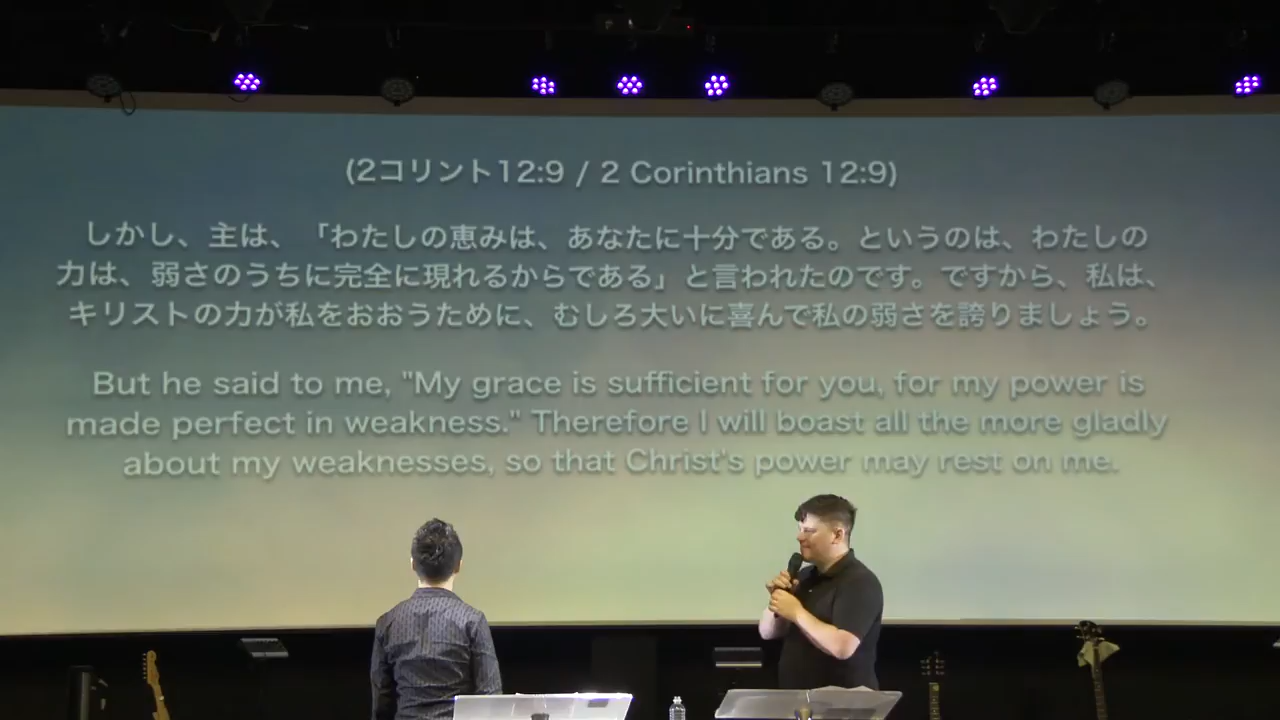 (2コリント12:9 / 2 Corinthians 12:9)
しかし、主は、「わたしの恵みは、あなたに十分である。というのは、わたしの
力は、弱さのうちに完全に現れるからである」と言われたのです。ですから、私は、
キリストの力が私をおおうために、むしろ大いに喜んで私の弱さを誇りましょう。
But he said to me, "My grace is sufficient for you, for my power is
made perfect in weakness." Therefore I will boast all the more gladly
about my weaknesses, so that Christ's power may rest on me.